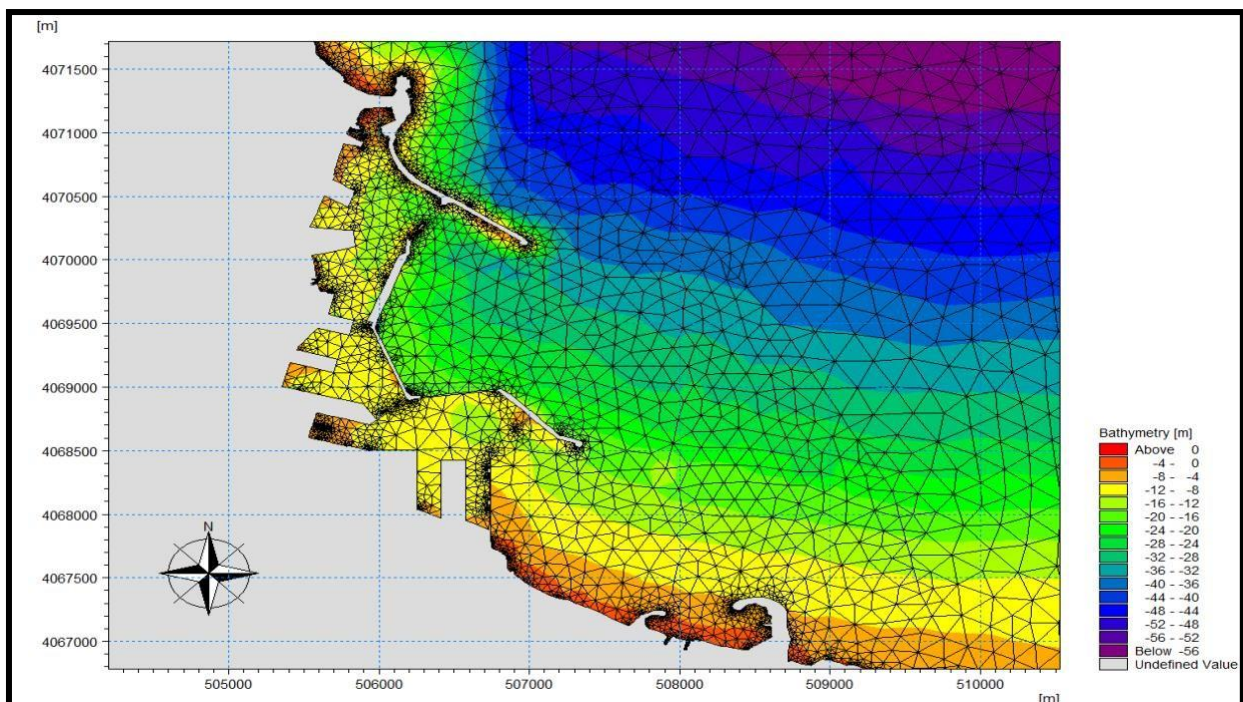 [m]
4071500
4071000
4070500
4070000
4069500
4069000
4068500
4068000
4067500
4067000
N
505000 506000 507000 508000 509000 510000
[m]
Bathymetry [m]
Above 0
-4 - 0
-8 - -4
-12 - -8
-16 - -12
-20 - -16
-24 - -20
-28 - -24
-32 - -28
-36 - -32
-40 - -36
-44 - -40
-48 - -44
-52 - -48
-56 - -52
Below -56
Undefined Value